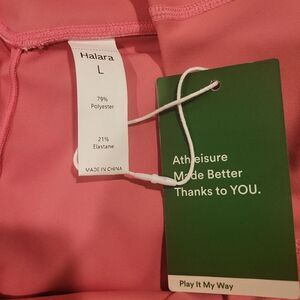 Halara
L
79%
Polyester
21%
Elastane
MADE IN CHINA
Athleisure
Made Better
Thanks to YOU.
Play It My Way